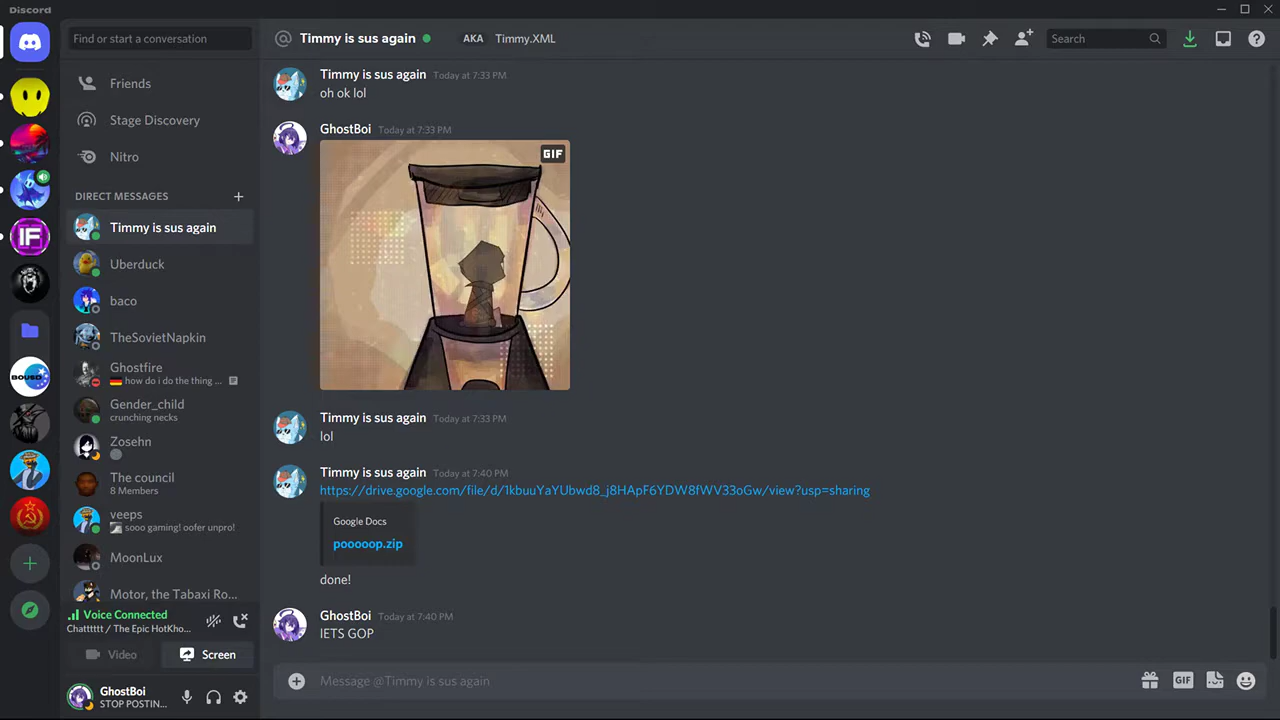 Discord
Find or start a conversation
Friends
Stage Discovery
Nitro
DIRECT MESSAGES
Timmy is sus again
Uberduck
baco
TheSovietNapkin
Ghostfire
how do i do the thing ...
Gender_child
crunching necks
Zosehn
The council
8 Members
veeps
sooo gaming! oofer unpro!
MoonLux
Motor, the Tabaxi Ro...
Voice Connected
Chatttttt / The Epic HotKho...
Video
Screen
GhostBoi
STOP POSTIN...
IF
BOUSD
Timmy is sus again
AKA Timmy.XML
Search
Timmy is sus again Today at 7:33 PM
oh ok lol
GhostBoi Today at 7:33 PM
GIF
Timmy is sus again Today at 7:33 PM
lol
Timmy is sus again Today at 7:40 PM
https://drive.google.com/file/d/1kbuuYaYUbwd8_j8HApF6YDW8fWV33oGw/view?usp=sharing
Google Docs
pooooop.zip
done!
GhostBoi Today at 7:40 PM
lETS GOP
Message @Timmy is sus again
GIF